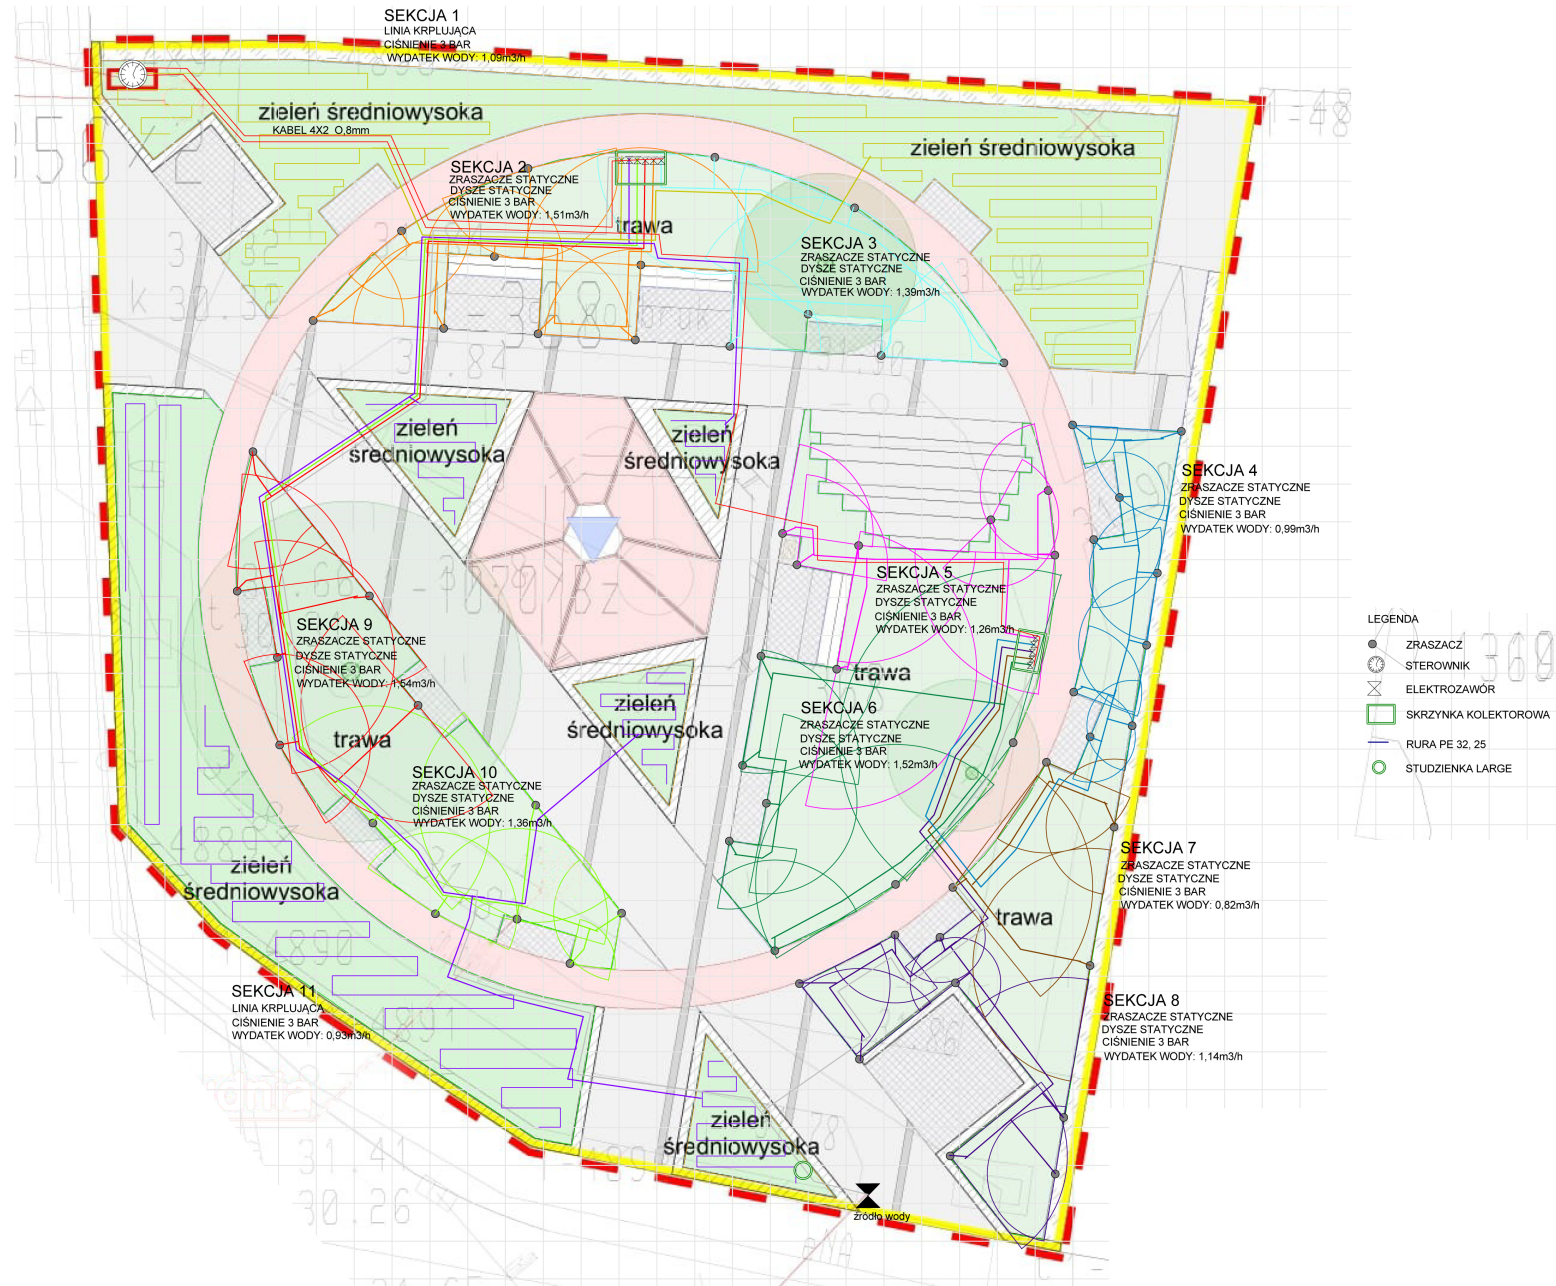 SEKCJA 1
LINIA KRPLUJĄCA
CIŚNIENIE 3 BAR
WYDATEK WODY: 1,09m3/h
zieleń średniowysoka
KABEL 4X2 O,8mm
zieleń średniowysoka
SEKCJA 2
ZRASZACZE STATYCZNE
DYSZE STATYCZNE
CIŚNIENIE 3 BAR
WYDATEK WODY: 1,51m3/h
trawa
SEKCJA 3
ZRASZACZE STATYCZNE
DYSZE STATYCZNE
CIŚNIENIE 3 BAR
WYDATEK WODY: 1,39m3/h
zieleń
średniowysoka
zieleń
średniowysoka
SEKCJA 4
ZRASZACZE STATYCZNE
DYSZE STATYCZNE
CIŚNIENIE 3 BAR
WYDATEK WODY: 0,99m3/h
SEKCJA 5
ZRASZACZE STATYCZNE
DYSZE STATYCZNE
CIŚNIENIE 3 BAR
WYDATEK WODY: 1,26m3/h
trawa
SEKCJA 9
ZRASZACZE STATYCZNE
DYSZE STATYCZNE
CIŚNIENIE 3 BAR
WYDATEK WODY: 1,54m3/h
trawa
zieleń
średniowysoka
SEKCJA 6
ZRASZACZE STATYCZNE
DYSZE STATYCZNE
CIŚNIENIE 3 BAR
WYDATEK WODY: 1,52m3/h
LEGENDA
ZRASZACZ
STEROWNIK
ELEKTROZAWÓR
SKRZYNKA KOLEKTOROWA
RURA PE 32, 25
STUDZIENKA LARGE
SEKCJA 10
ZRASZACZE STATYCZNE
DYSZE STATYCZNE
CIŚNIENIE 3 BAR
WYDATEK WODY: 1,36m3/h
zieleń
średniowysoka
SEKCJA 7
ZRASZACZE STATYCZNE
DYSZE STATYCZNE
CIŚNIENIE 3 BAR
WYDATEK WODY: 0,82m3/h
trawa
SEKCJA 11
LINIA KRPLUJĄCA
CIŚNIENIE 3 BAR
WYDATEK WODY: 0,93m3/h
SEKCJA 8
ZRASZACZE STATYCZNE
DYSZE STATYCZNE
CIŚNIENIE 3 BAR
WYDATEK WODY: 1,14m3/h
zieleń
średniowysoka
źródło wody
31.41
30.26